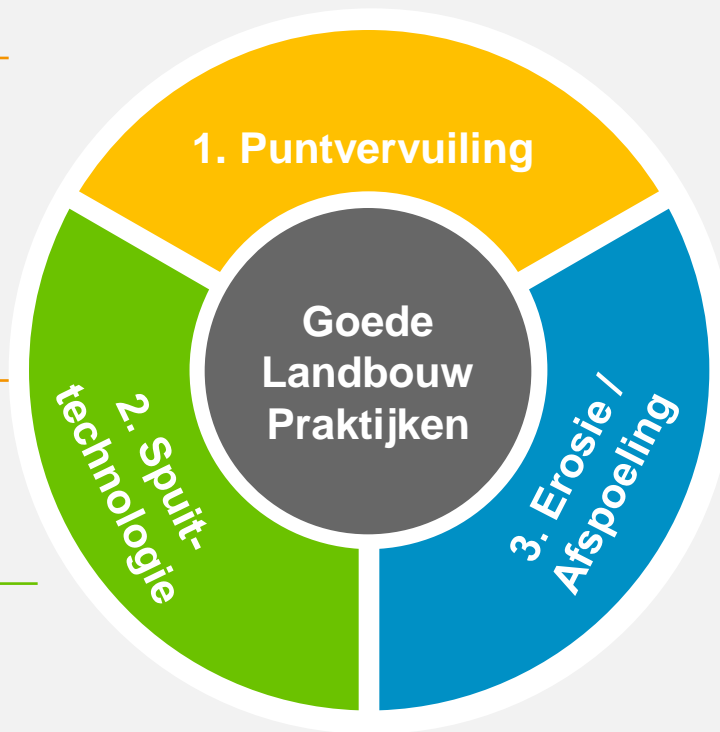 1. Puntvervuiling
Goede
Landbouw
Praktijken
2. Spuit-
technologie
3. Erosie /
Afspoeling